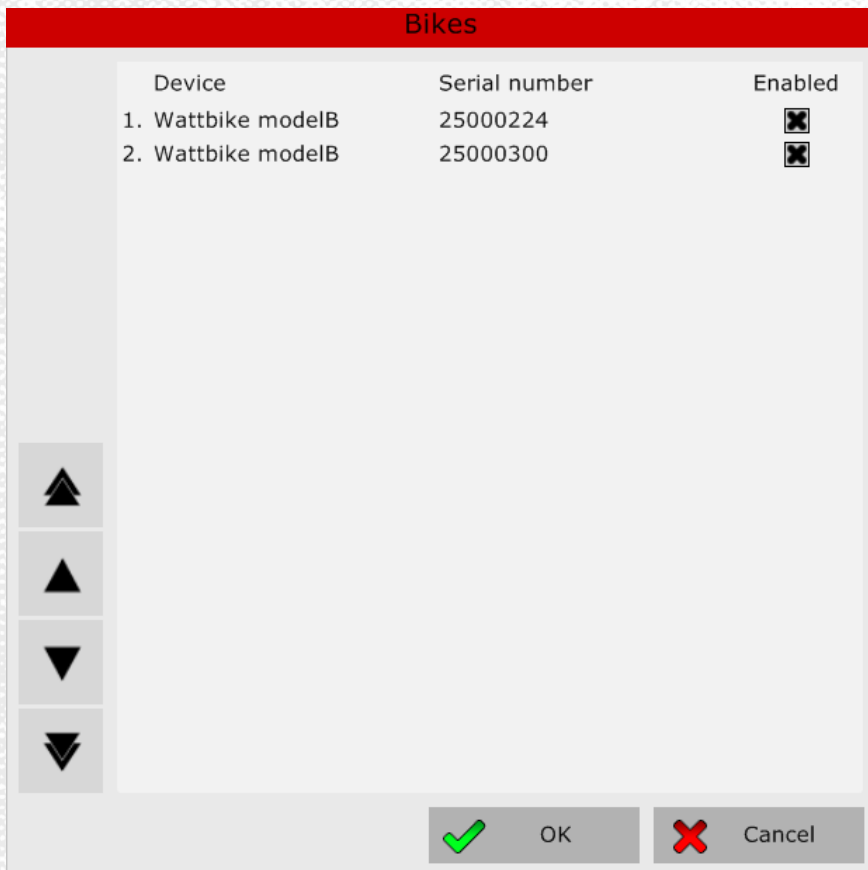 Bikes
Device Serial number Enabled
1. Wattbike modelB 25000224
2. Wattbike modelB 25000300
OK Cancel